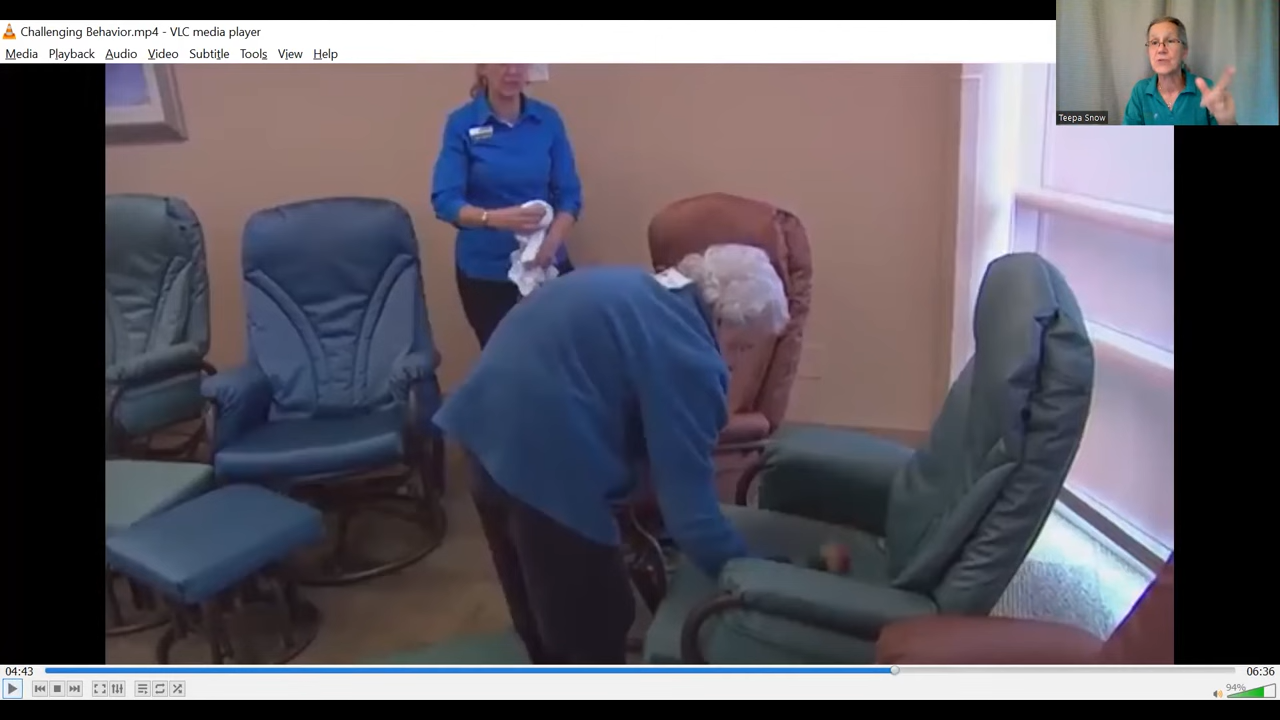 Challenging Behavior.mp4 - VLC media player
Media Playback Audio Video Subtitle Tools View Help
Teepa Snow
04:43
06:36
94%